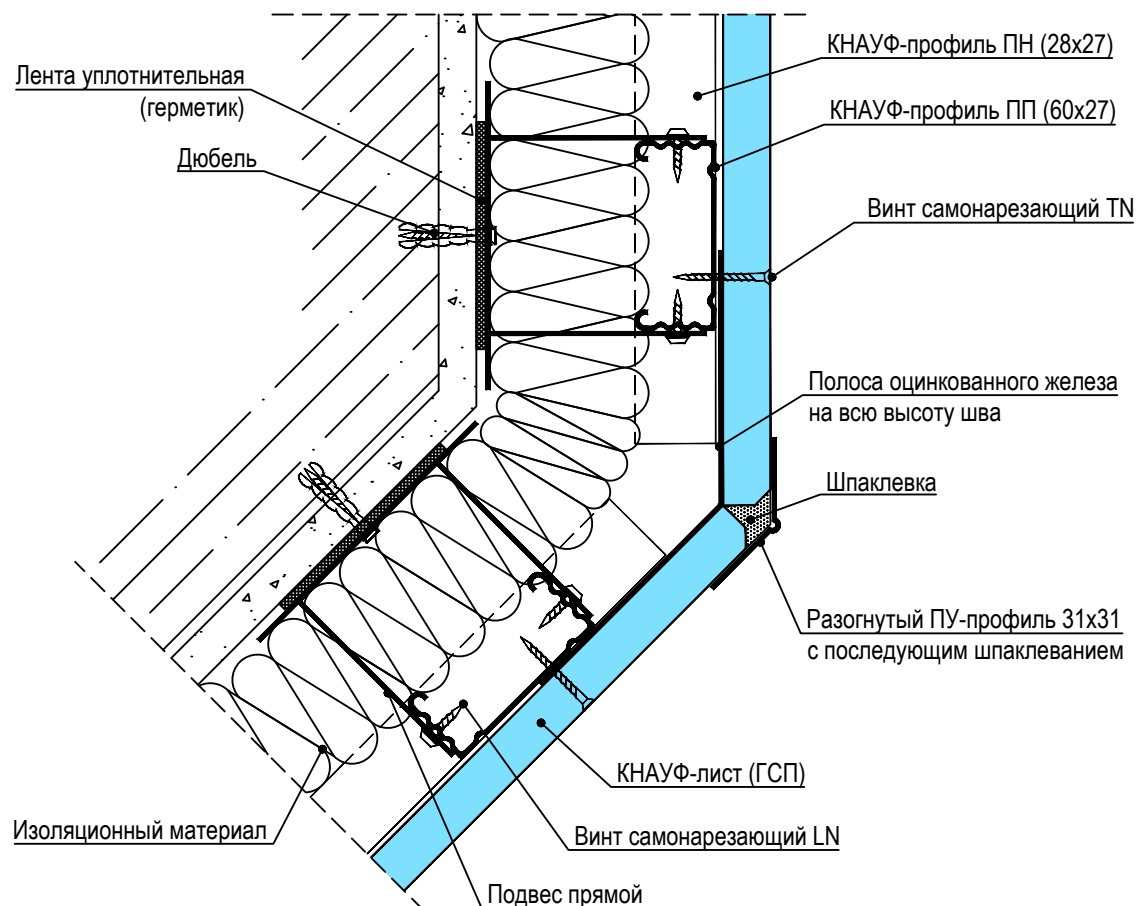 КНАУФ-профиль ПН (28х27)
Лента уплотнительная
(герметик)
КНАУФ-профиль ПП (60х27)
Дюбель
Винт самонарезающий TN
Полоса оцинкованного железа
на всю высоту шва
Шпаклевка
Разогнутый ПУ-профиль 31х31
с последующим шпаклеванием
КНАУФ-лист (ГСП)
Изоляционный материал
Винт самонарезающий LN
Подвес прямой